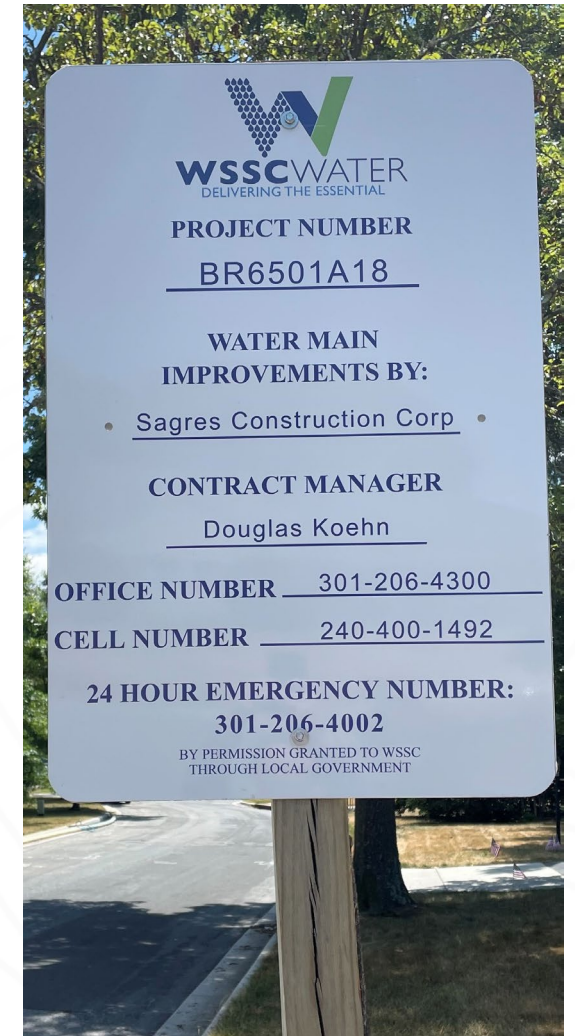 WSSCWATER
DELIVERING THE ESSENTIAL
PROJECT NUMBER
BR6501A18
WATER MAIN
IMPROVEMENTS BY:
Sagres Construction Corp
CONTRACT MANAGER
Douglas Koehn
OFFICE NUMBER 301-206-4300
CELL NUMBER 240-400-1492
24 HOUR EMERGENCY NUMBER:
301-206-4002
BY PERMISSION GRANTED TO WSSC
THROUGH LOCAL GOVERNMENT